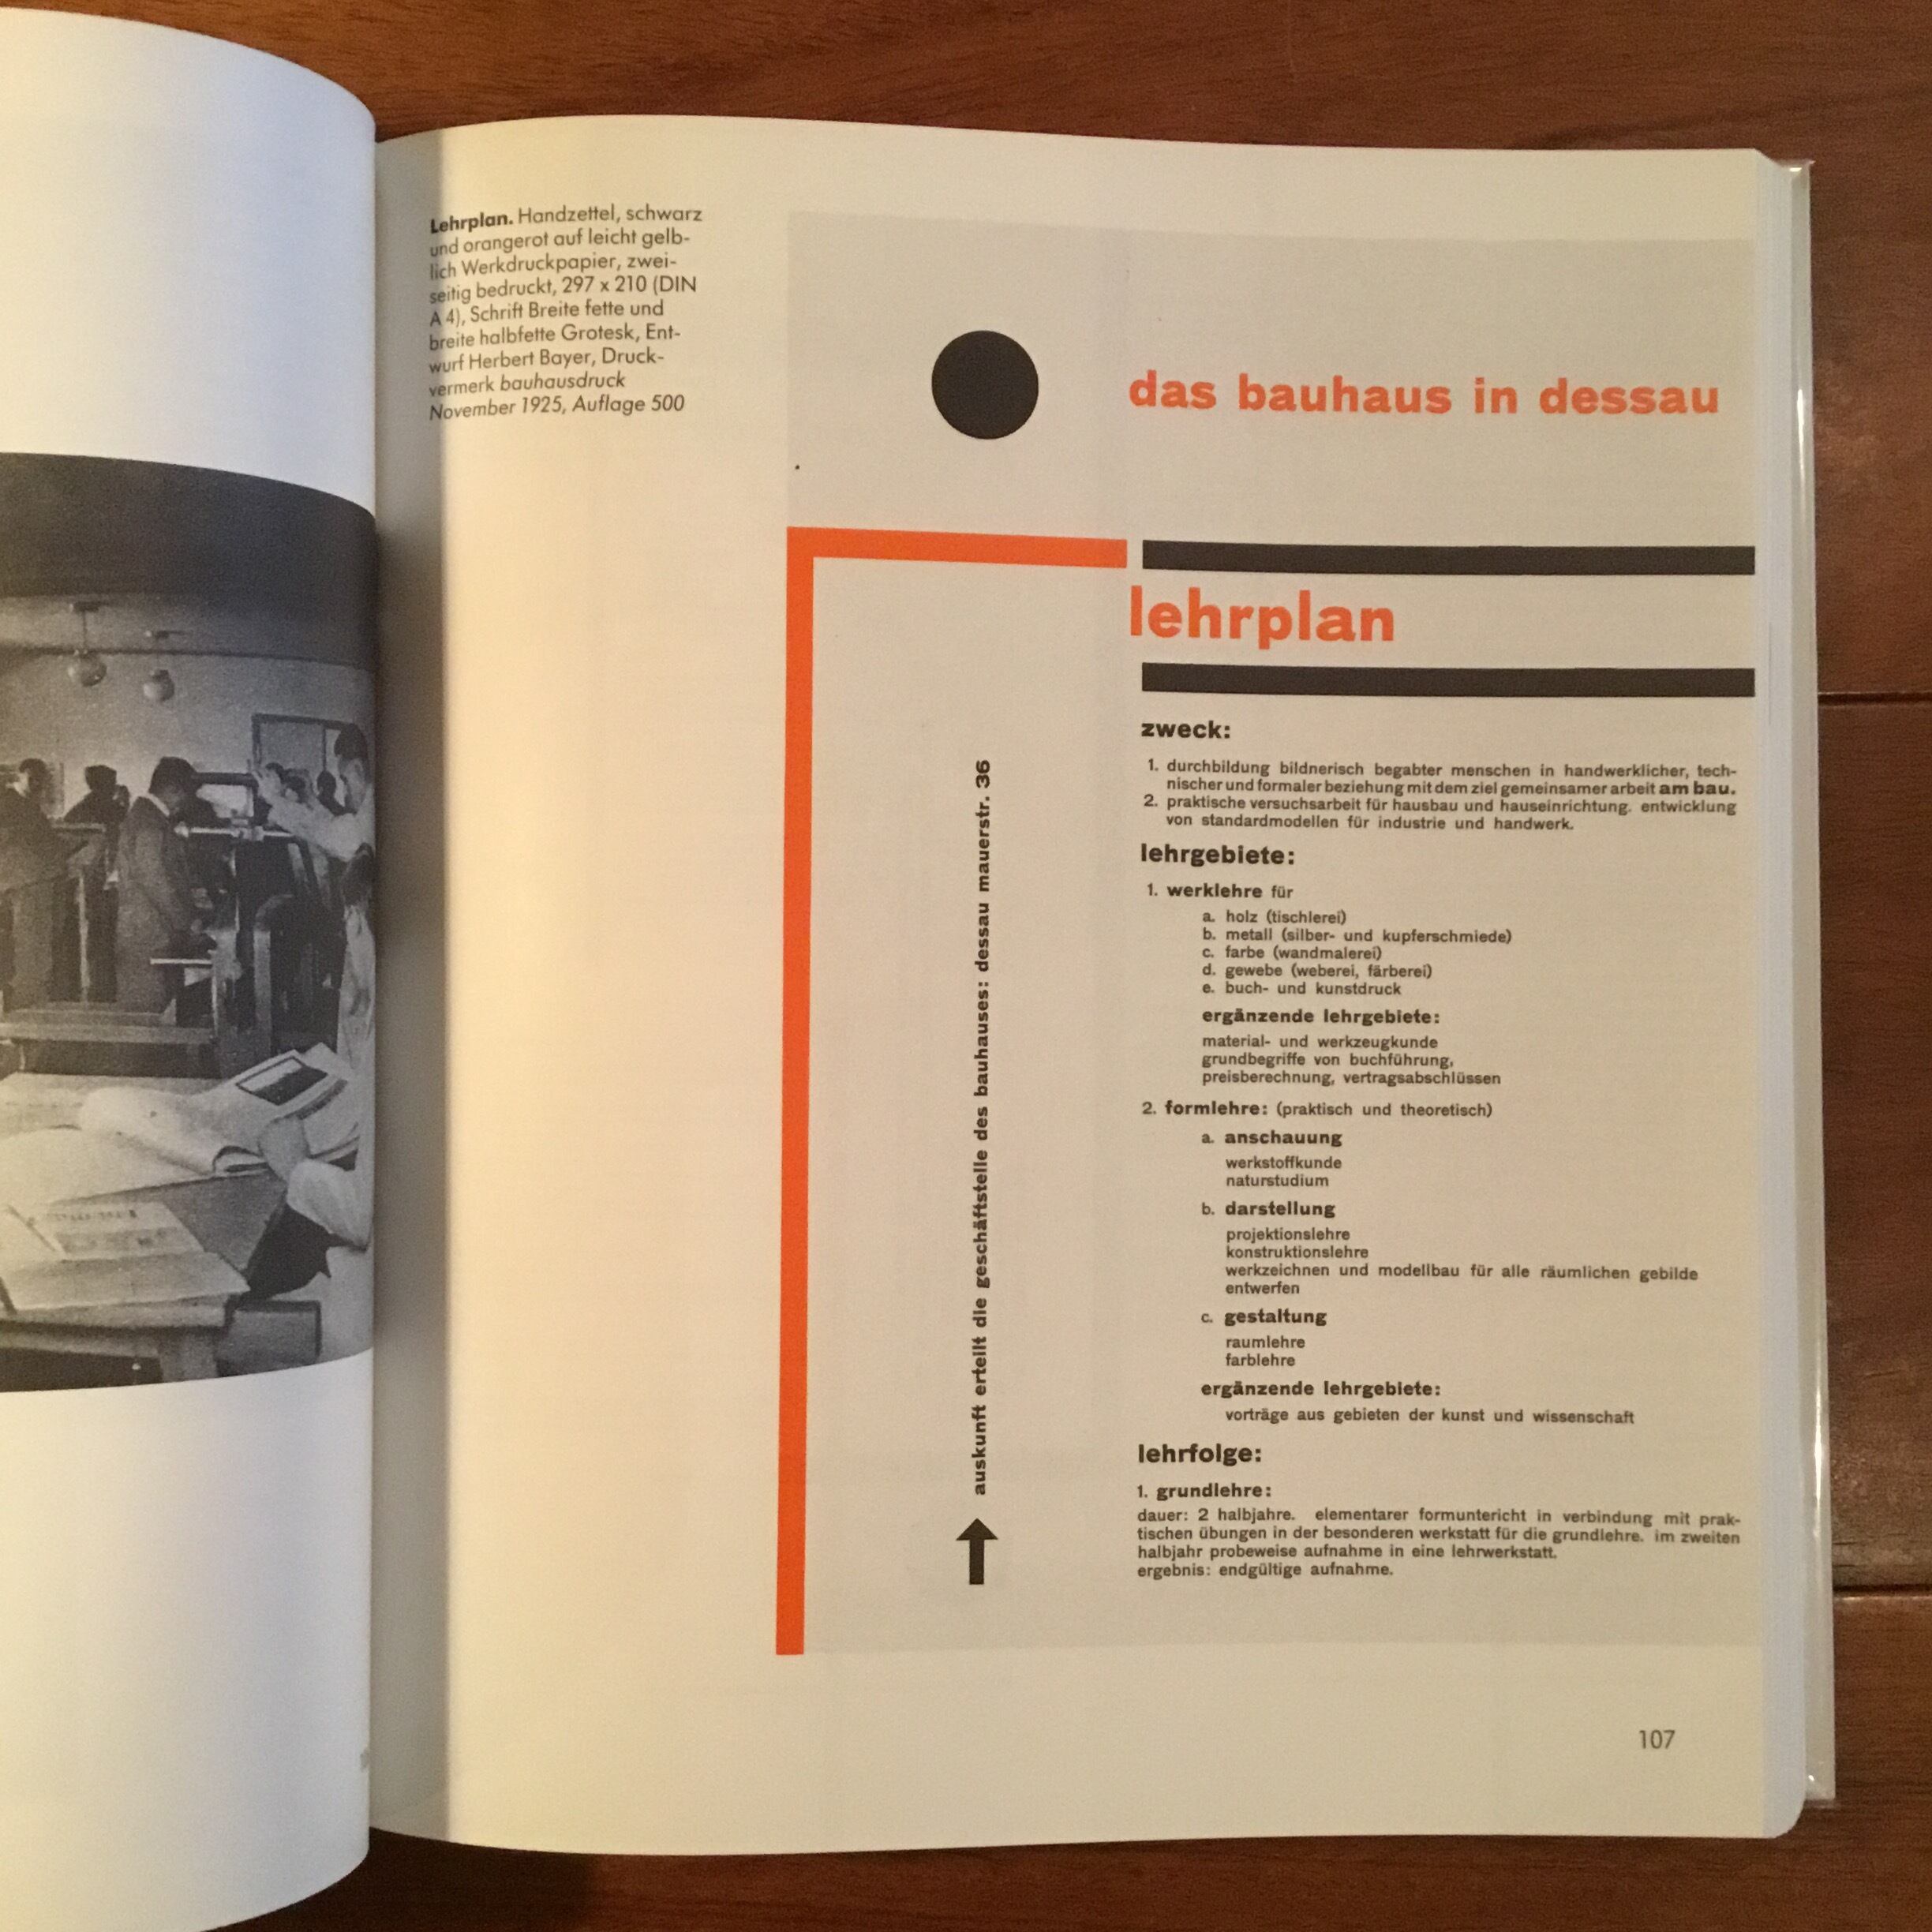 Lehrplan. Handzettel, schwarz
und orangerot auf leicht gelb-
lich Werkdruckpapier, zwei-
seitig bedruckt, 297 x 210 (DIN
A 4), Schrift Breite fette und
breite halbfette Grotesk, Ent-
wurf Herbert Bayer, Druck-
vermerk bauhausdruck
November 1925, Auflage 500
das bauhaus in dessau
lehrplan
auskunft erteilt die geschäftstelle des bauhauses: dessau mauerstr. 36
zweck:
1. durchbildung bildnerisch begabter menschen in handwerklicher, tech-
nischer und formaler beziehung mit dem ziel gemeinsamer arbeit am bau.
2. praktische versuchsarbeit für hausbau und hauseinrichtung. entwicklung
von standardmodellen für industrie und handwerk.
lehrgebiete:
1. werklehre für
a. holz (tischlerei)
b. metall (silber- und kupferschmiede)
c. farbe (wandmalerei)
d. gewebe (weberei, färberei)
e. buch- und kunstdruck
ergänzende lehrgebiete:
material- und werkzeugkunde
grundbegriffe von buchführung,
preisberechnung, vertragsabschlüssen
2. formlehre: (praktisch und theoretisch)
a. anschauung
werkstoffkunde
naturstudium
b. darstellung
projektionslehre
konstruktionslehre
werkzeichnen und modellbau für alle räumlichen gebilde
entwerfen
c. gestaltung
raumlehre
farblehre
ergänzende lehrgebiete:
vorträge aus gebieten der kunst und wissenschaft
lehrfolge:
1. grundlehre:
dauer: 2 halbjahre. elementarer formuntericht in verbindung mit prak-
tischen übungen in der besonderen werkstatt für die grundlehre. im zweiten
halbjahr probeweise aufnahme in eine lehrwerkstatt.
ergebnis: endgültige aufnahme.
107